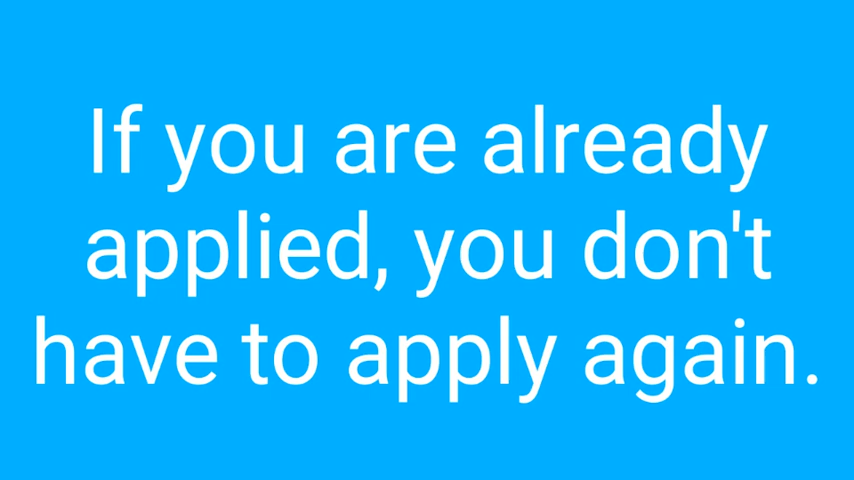 If you are already
applied, you don't
have to apply again.